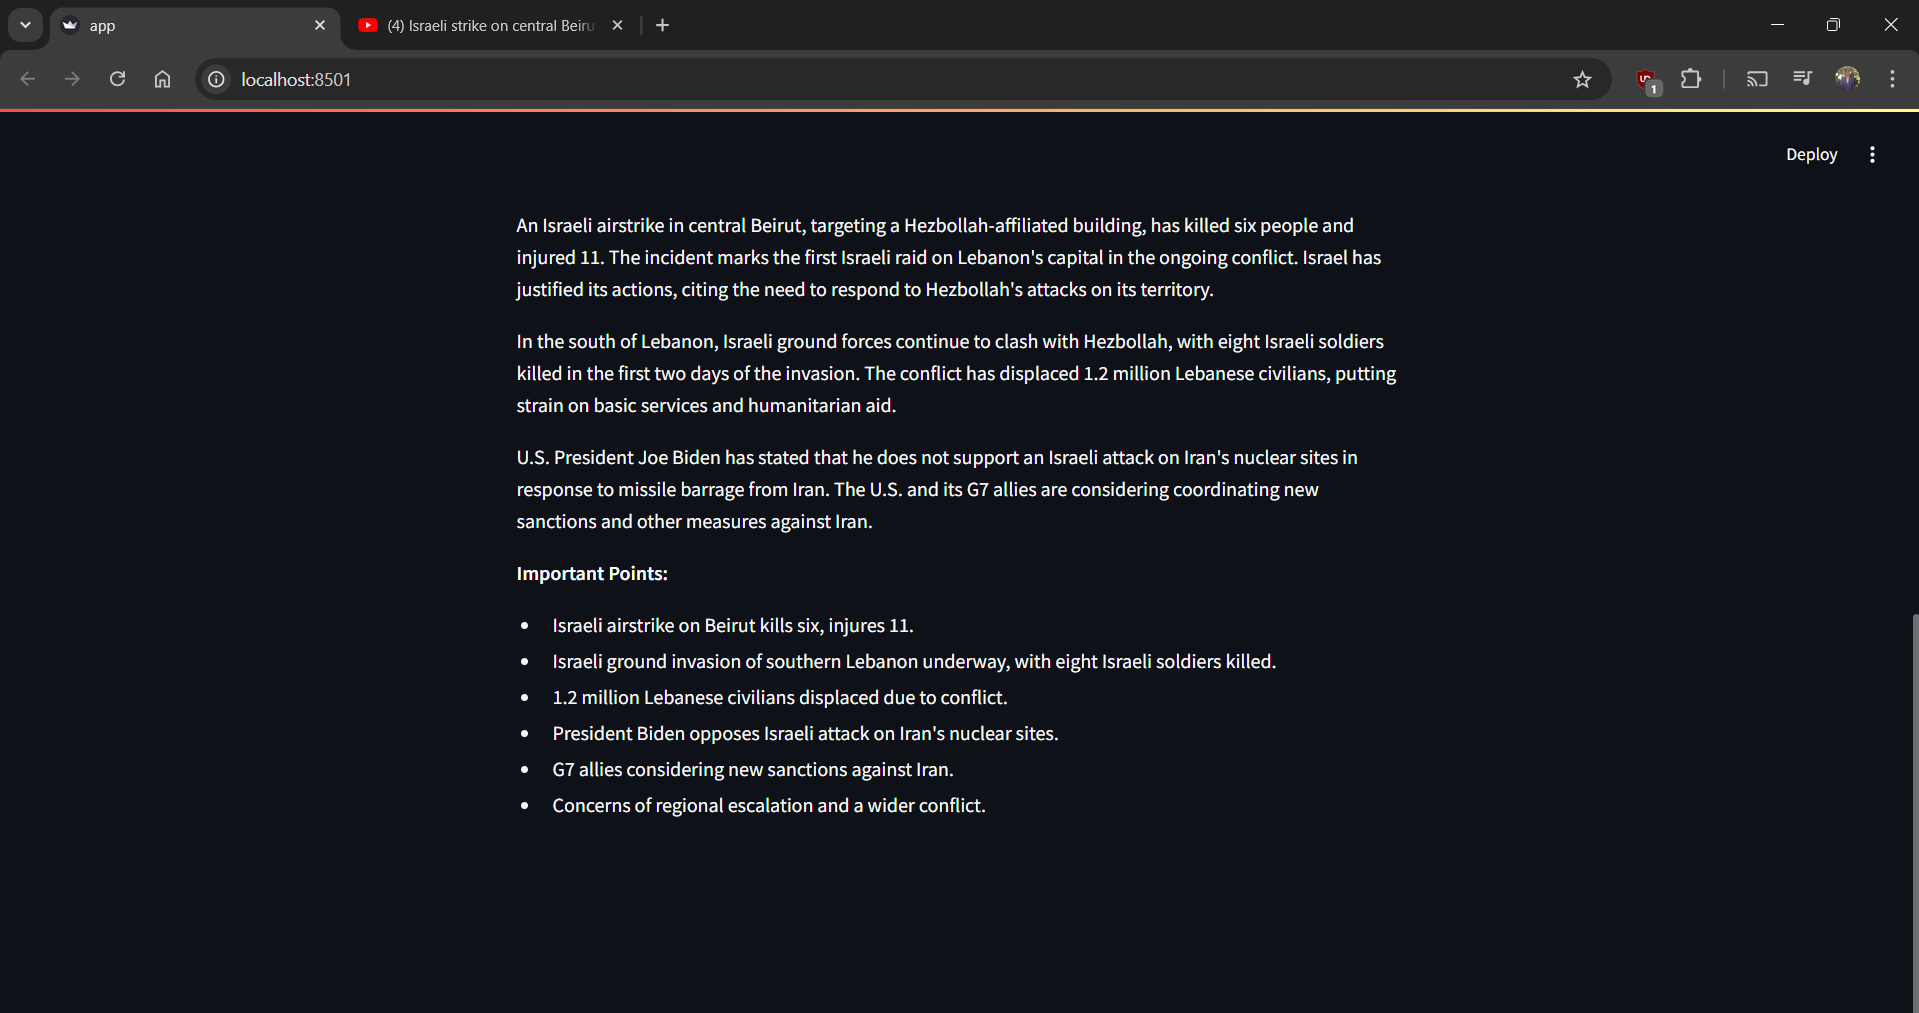 app
(4) Israeli strike on central Beiru
localhost:8501
1
Deploy
An Israeli airstrike in central Beirut, targeting a Hezbollah-affiliated building, has killed six people and
injured 11. The incident marks the first Israeli raid on Lebanon's capital in the ongoing conflict. Israel has
justified its actions, citing the need to respond to Hezbollah's attacks on its territory.
In the south of Lebanon, Israeli ground forces continue to clash with Hezbollah, with eight Israeli soldiers
killed in the first two days of the invasion. The conflict has displaced 1.2 million Lebanese civilians, putting
strain on basic services and humanitarian aid.
U.S. President Joe Biden has stated that he does not support an Israeli attack on Iran's nuclear sites in
response to missile barrage from Iran. The U.S. and its G7 allies are considering coordinating new
sanctions and other measures against Iran.
Important Points:
• Israeli airstrike on Beirut kills six, injures 11.
• Israeli ground invasion of southern Lebanon underway, with eight Israeli soldiers killed.
• 1.2 million Lebanese civilians displaced due to conflict.
• President Biden opposes Israeli attack on Iran's nuclear sites.
• G7 allies considering new sanctions against Iran.
• Concerns of regional escalation and a wider conflict.